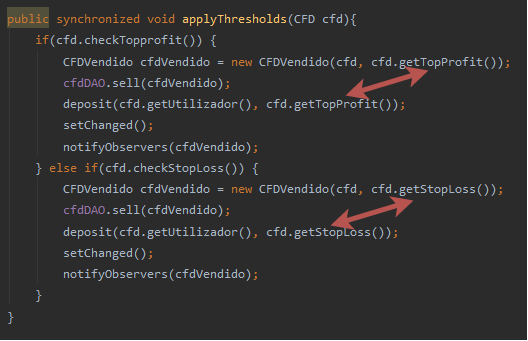 public synchronized void applyThresholds(CFD cfd){
if(cfd.checkTopprofit()) {
CFDVendido cfdVendido = new CFDVendido(cfd, cfd.getTopProfit());
cfdDAO.sell(cfdVendido);
deposit(cfd.getUtilizador(), cfd.getTopProfit());
setChanged();
notifyObservers(cfdVendido);
} else if(cfd.checkStopLoss()) {
CFDVendido cfdVendido = new CFDVendido(cfd, cfd.getStopLoss());
cfdDAO.sell(cfdVendido);
deposit(cfd.getUtilizador(), cfd.getStopLoss());
setChanged();
notifyObservers(cfdVendido);
}
}